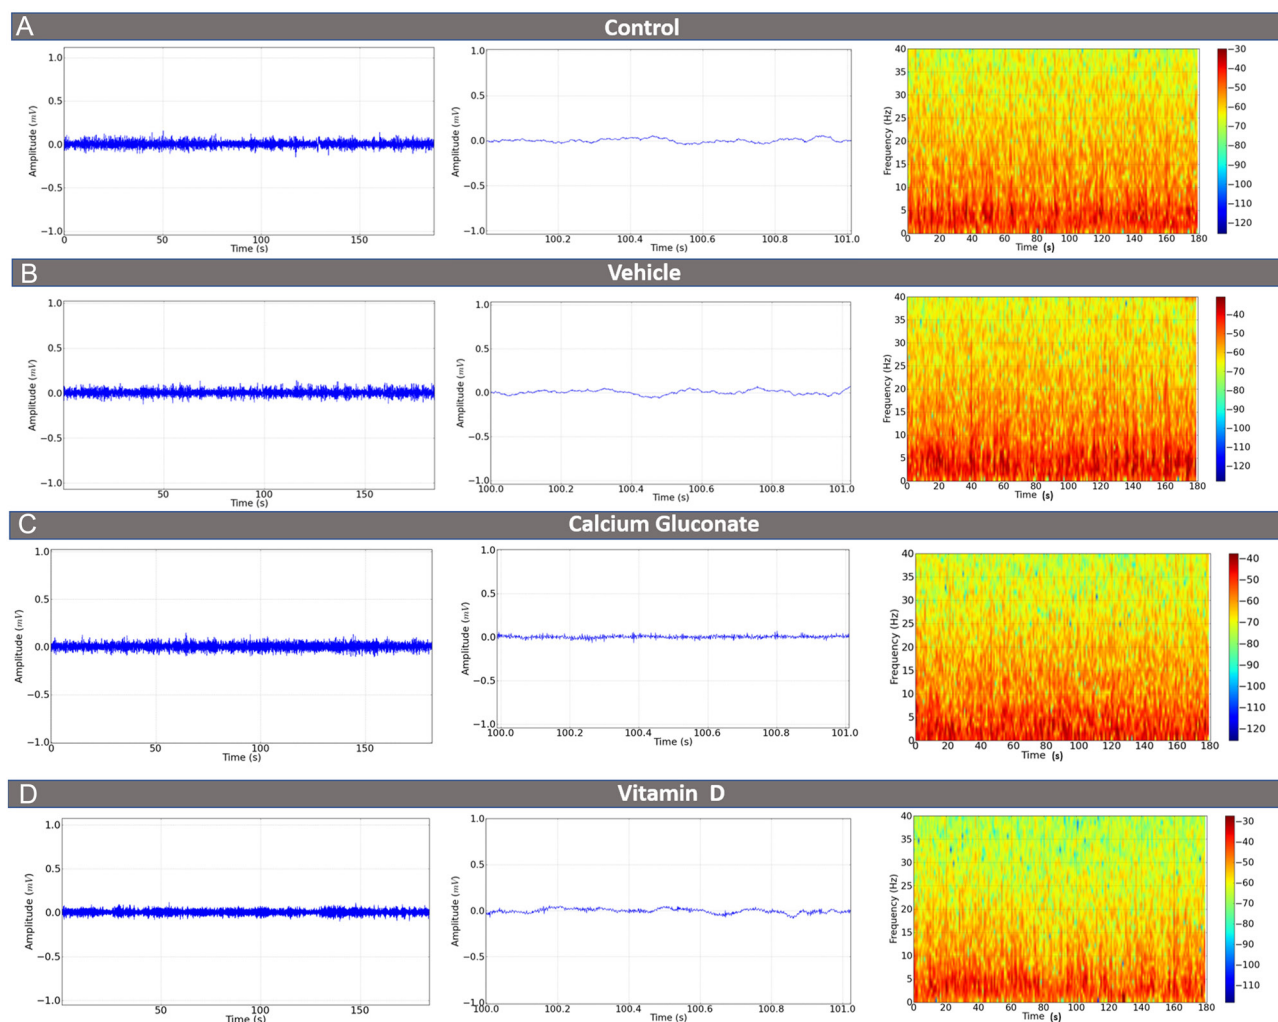 A Control
1.0
0.5
0.0
−0.5
−1.0
Amplitude (mV)
0 50 100 150
Time (s)
1.0
0.5
0.0
−0.5
−1.0
Amplitude (mV)
100.2 100.4 100.6 100.8 101.0
Time (s)
40
35
30
25
20
15
10
5
0
Frequency (Hz)
0 20 40 60 80 100 120 140 160 180
Time (s)
−30
−40
−50
−60
−70
−80
−90
−100
−110
−120
B Vehicle
1.0
0.5
0.0
−0.5
−1.0
Amplitude (mV)
50 100 150
Time (s)
1.0
0.5
0.0
−0.5
−1.0
Amplitude (mV)
100.0 100.2 100.4 100.6 100.8 101.0
Time (s)
40
35
30
25
20
15
10
5
0
Frequency (Hz)
0 20 40 60 80 100 120 140 160 180
Time (s)
−40
−50
−60
−70
−80
−90
−100
−110
−120
C Calcium Gluconate
1.0
0.5
0.0
−0.5
−1.0
Amplitude (mV)
0 50 100 150
Time (s)
1.0
0.5
0.0
−0.5
−1.0
Amplitude (mV)
100.0 100.2 100.4 100.6 100.8 101.0
Time (s)
40
35
30
25
20
15
10
5
0
Frequency (Hz)
0 20 40 60 80 100 120 140 160 180
Time (s)
−40
−50
−60
−70
−80
−90
−100
−110
−120
D Vitamin D
1.0
0.5
0.0
−0.5
−1.0
Amplitude (mV)
50 100 150
Time (s)
1.0
0.5
0.0
−0.5
−1.0
Amplitude (mV)
100.0 100.2 100.4 100.6 100.8 101.0
Time (s)
40
35
30
25
20
15
10
5
0
Frequency (Hz)
0 20 40 60 80 100 120 140 160 180
Time (s)
−30
−40
−50
−60
−70
−80
−90
−100
−110